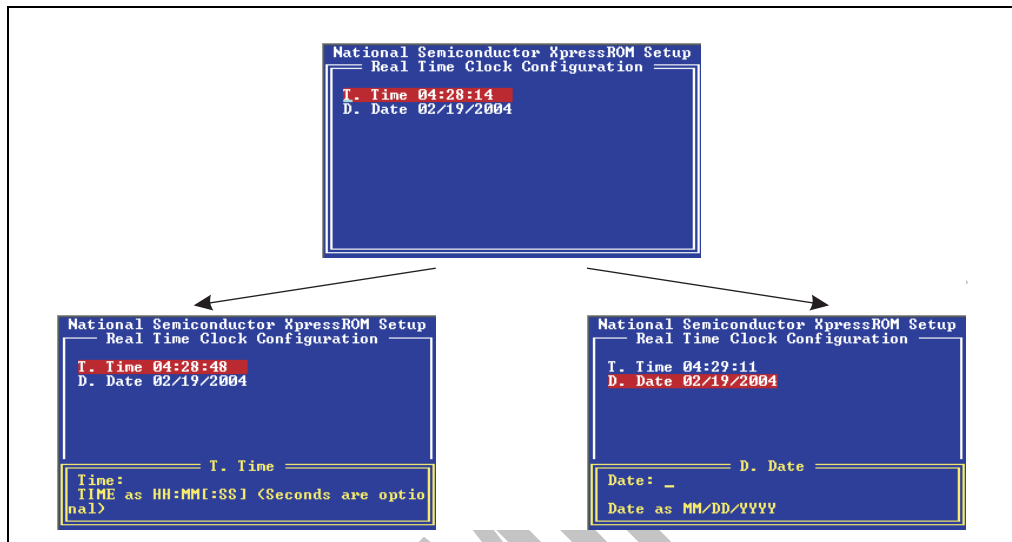 National Semiconductor XpressROM Setup
Real Time Clock Configuration
T. Time 04:28:14
D. Date 02/19/2004
National Semiconductor XpressROM Setup
Real Time Clock Configuration
T. Time 04:28:48
D. Date 02/19/2004
T. Time
Time:
TIME as HH:MM[:SS] (Seconds are optio
nal)
National Semiconductor XpressROM Setup
Real Time Clock Configuration
T. Time 04:29:11
D. Date 02/19/2004
D. Date
Date: _
Date as MM/DD/YYYY